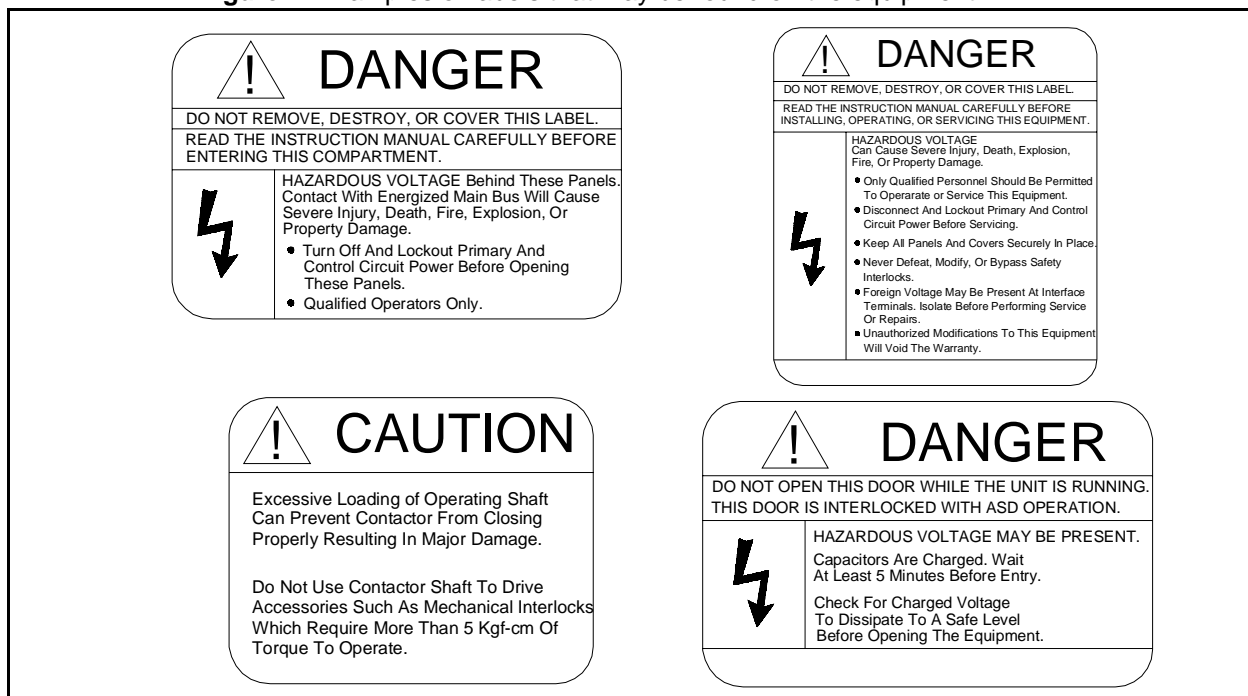 DANGER
DO NOT REMOVE, DESTROY, OR COVER THIS LABEL.
READ THE INSTRUCTION MANUAL CAREFULLY BEFORE
ENTERING THIS COMPARTMENT.
HAZARDOUS VOLTAGE Behind These Panels.
Contact With Energized Main Bus Will Cause
Severe Injury, Death, Fire, Explosion, Or
Property Damage.
• Turn Off And Lockout Primary And
Control Circuit Power Before Opening
These Panels.
• Qualified Operators Only.
DANGER
DO NOT REMOVE, DESTROY, OR COVER THIS LABEL.
READ THE INSTRUCTION MANUAL CAREFULLY BEFORE
INSTALLING, OPERATING, OR SERVICING THIS EQUIPMENT.
HAZARDOUS VOLTAGE
Can Cause Severe Injury, Death, Explosion,
Fire, Or Property Damage.
• Only Qualified Personnel Should Be Permitted
To Operarate or Service This Equipment.
• Disconnect And Lockout Primary And Control
Circuit Power Before Servicing.
• Keep All Panels And Covers Securely In Place.
• Never Defeat, Modify, Or Bypass Safety
Interlocks.
• Foreign Voltage May Be Present At Interface
Terminals. Isolate Before Performing Service
Or Repairs.
• Unauthorized Modifications To This Equipment
Will Void The Warranty.
CAUTION
Excessive Loading of Operating Shaft
Can Prevent Contactor From Closing
Properly Resulting In Major Damage.
Do Not Use Contactor Shaft To Drive
Accessories Such As Mechanical Interlocks
Which Require More Than 5 Kgf-cm Of
Torque To Operate.
DANGER
DO NOT OPEN THIS DOOR WHILE THE UNIT IS RUNNING.
THIS DOOR IS INTERLOCKED WITH ASD OPERATION.
HAZARDOUS VOLTAGE MAY BE PRESENT.
Capacitors Are Charged. Wait
At Least 5 Minutes Before Entry.
Check For Charged Voltage
To Dissipate To A Safe Level
Before Opening The Equipment.